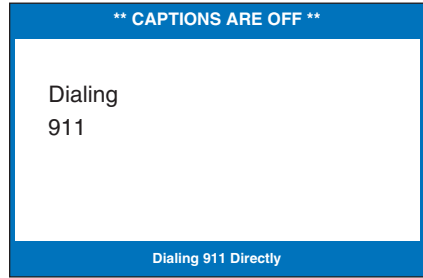 ** CAPTIONS ARE OFF **
Dialing
911
Dialing 911 Directly